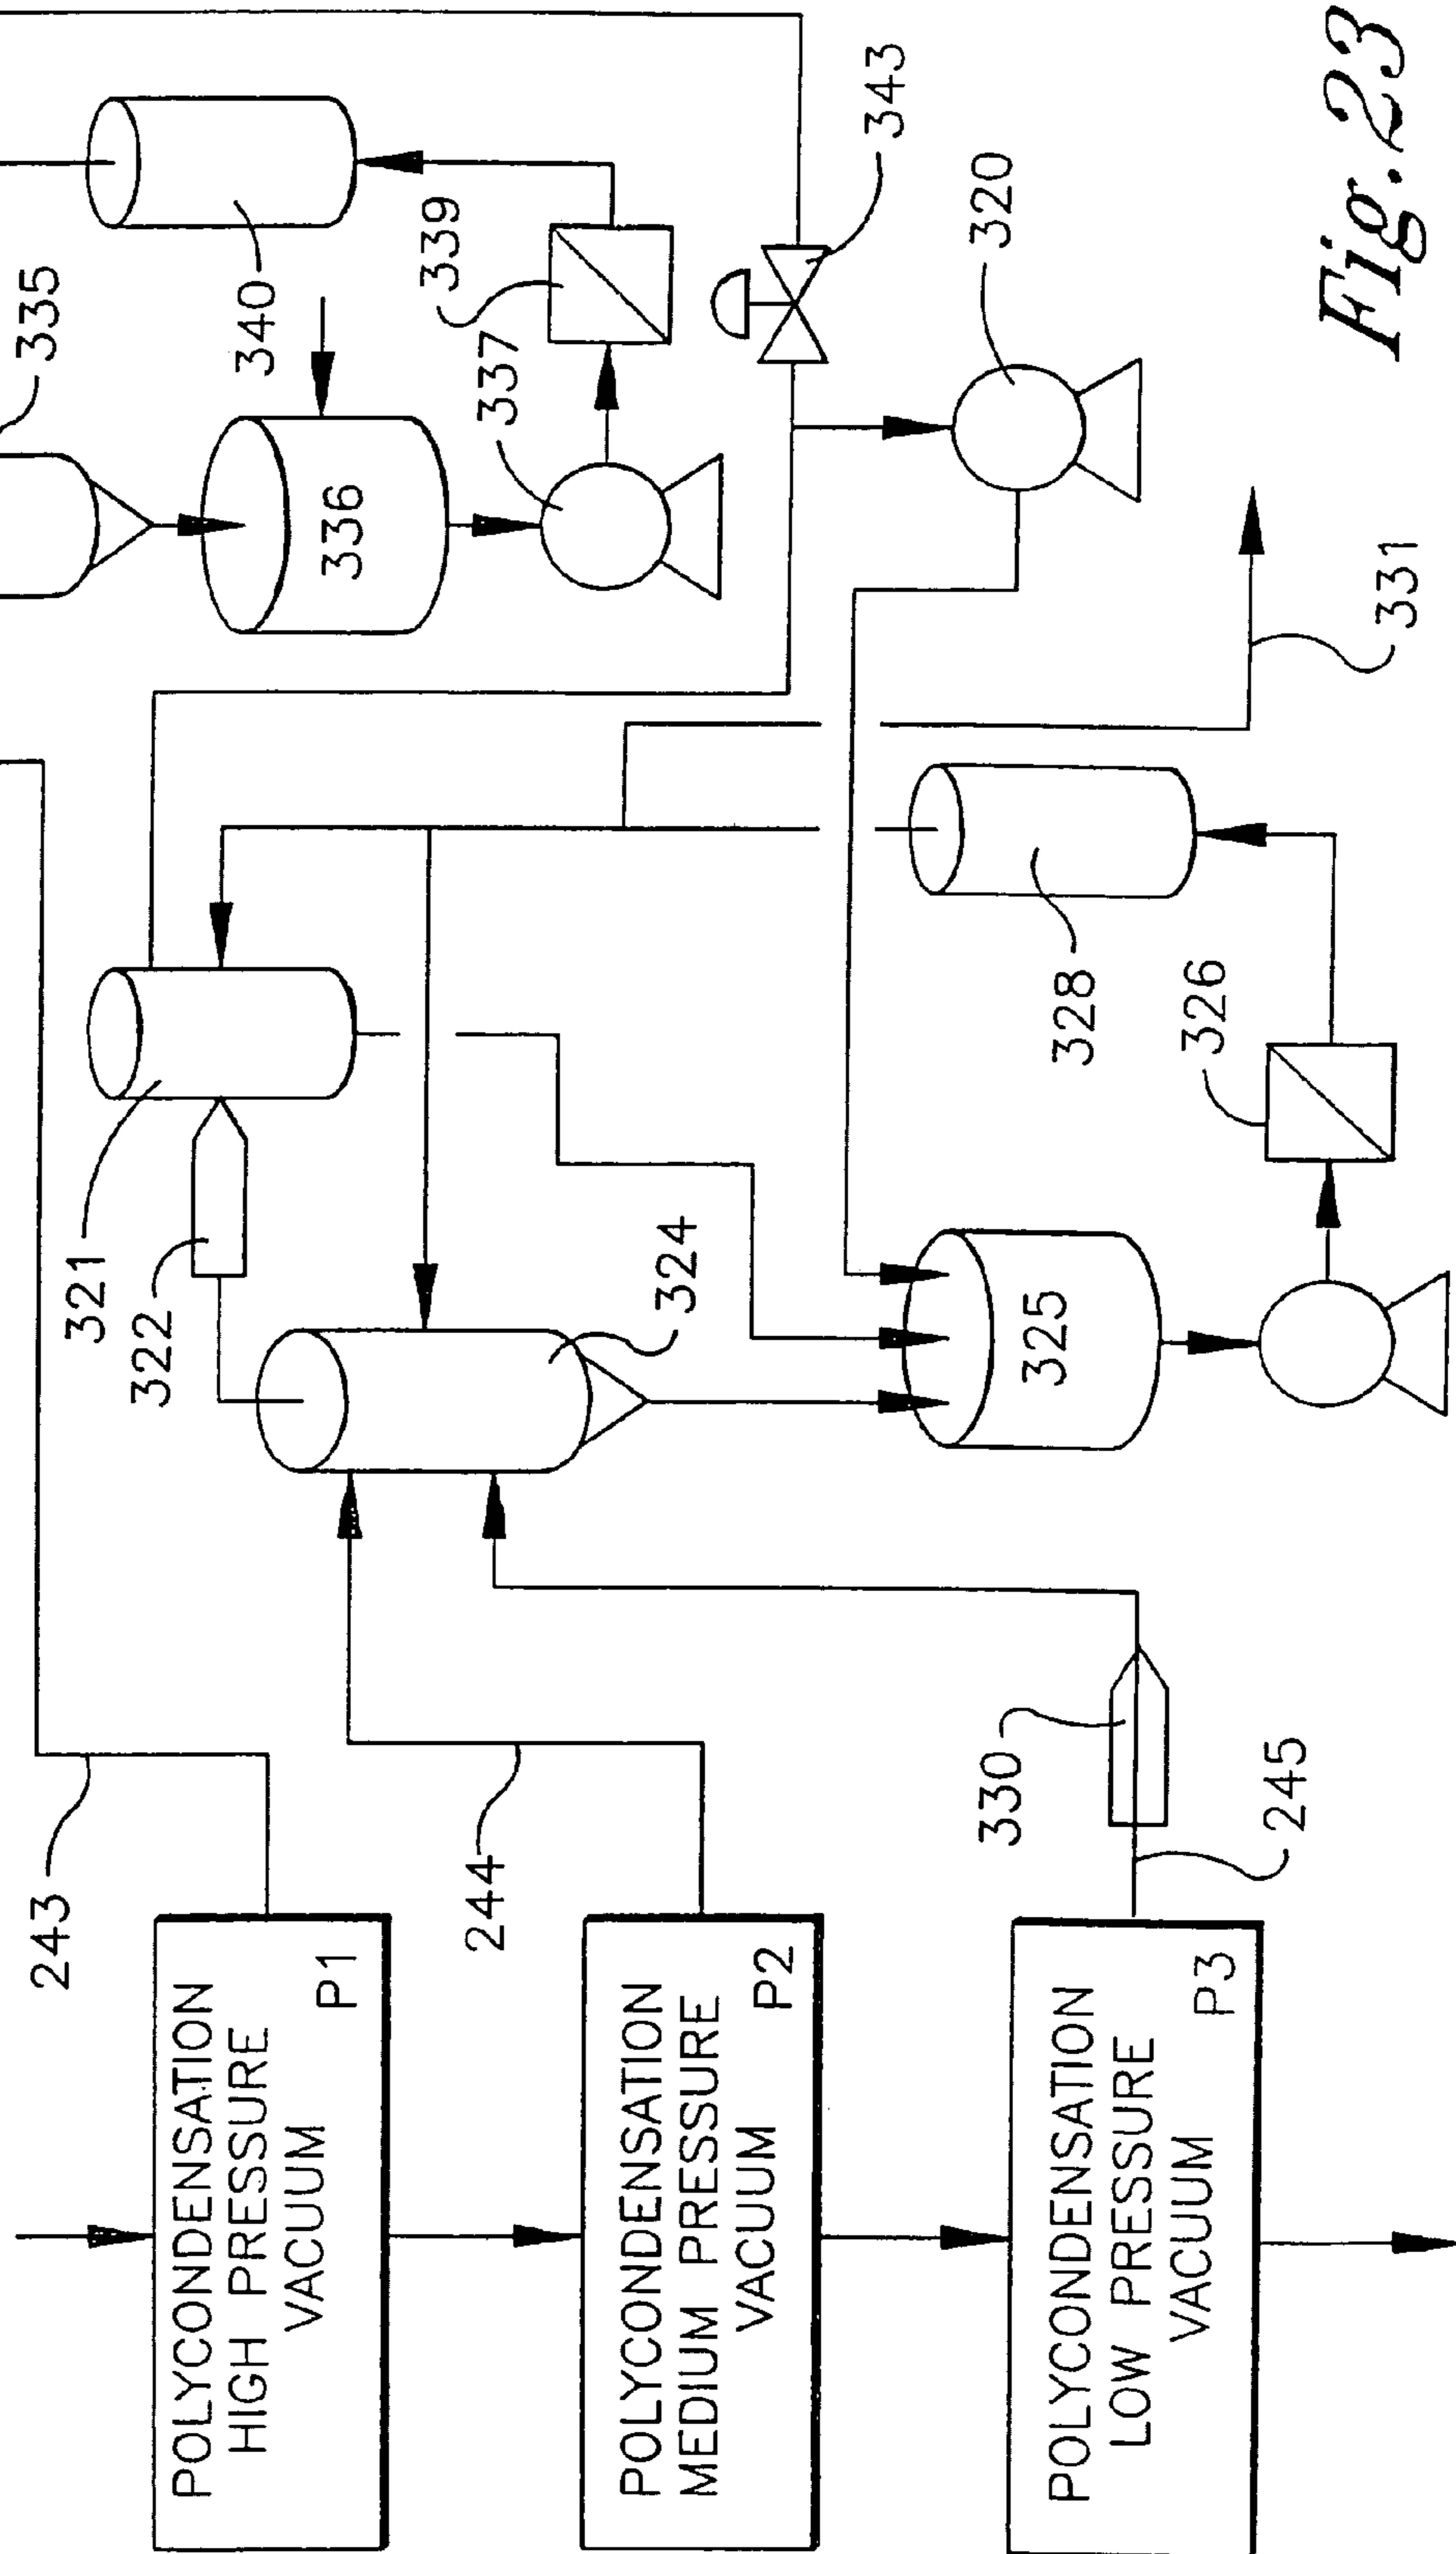 243
POLYCONDENSATION
HIGH PRESSURE
VACUUM
P1
244
POLYCONDENSATION
MEDIUM PRESSURE
VACUUM
P2
330
245
POLYCONDENSATION
LOW PRESSURE
VACUUM
P3
321
322
324
325
326
328
331
335
336
337
339
340
343
320
Fig. 23